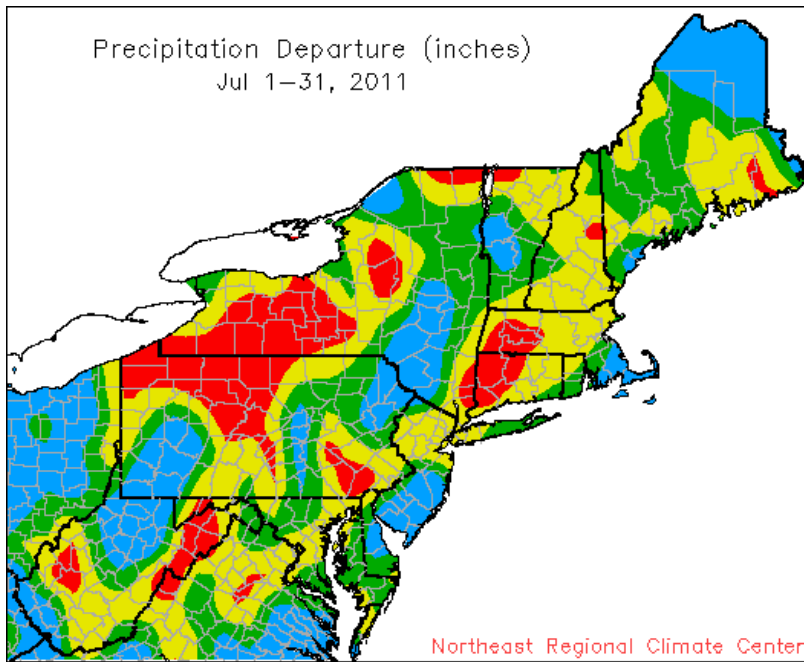 Precipitation Departure (inches)
Jul 1-31, 2011
Northeast Regional Climate Center